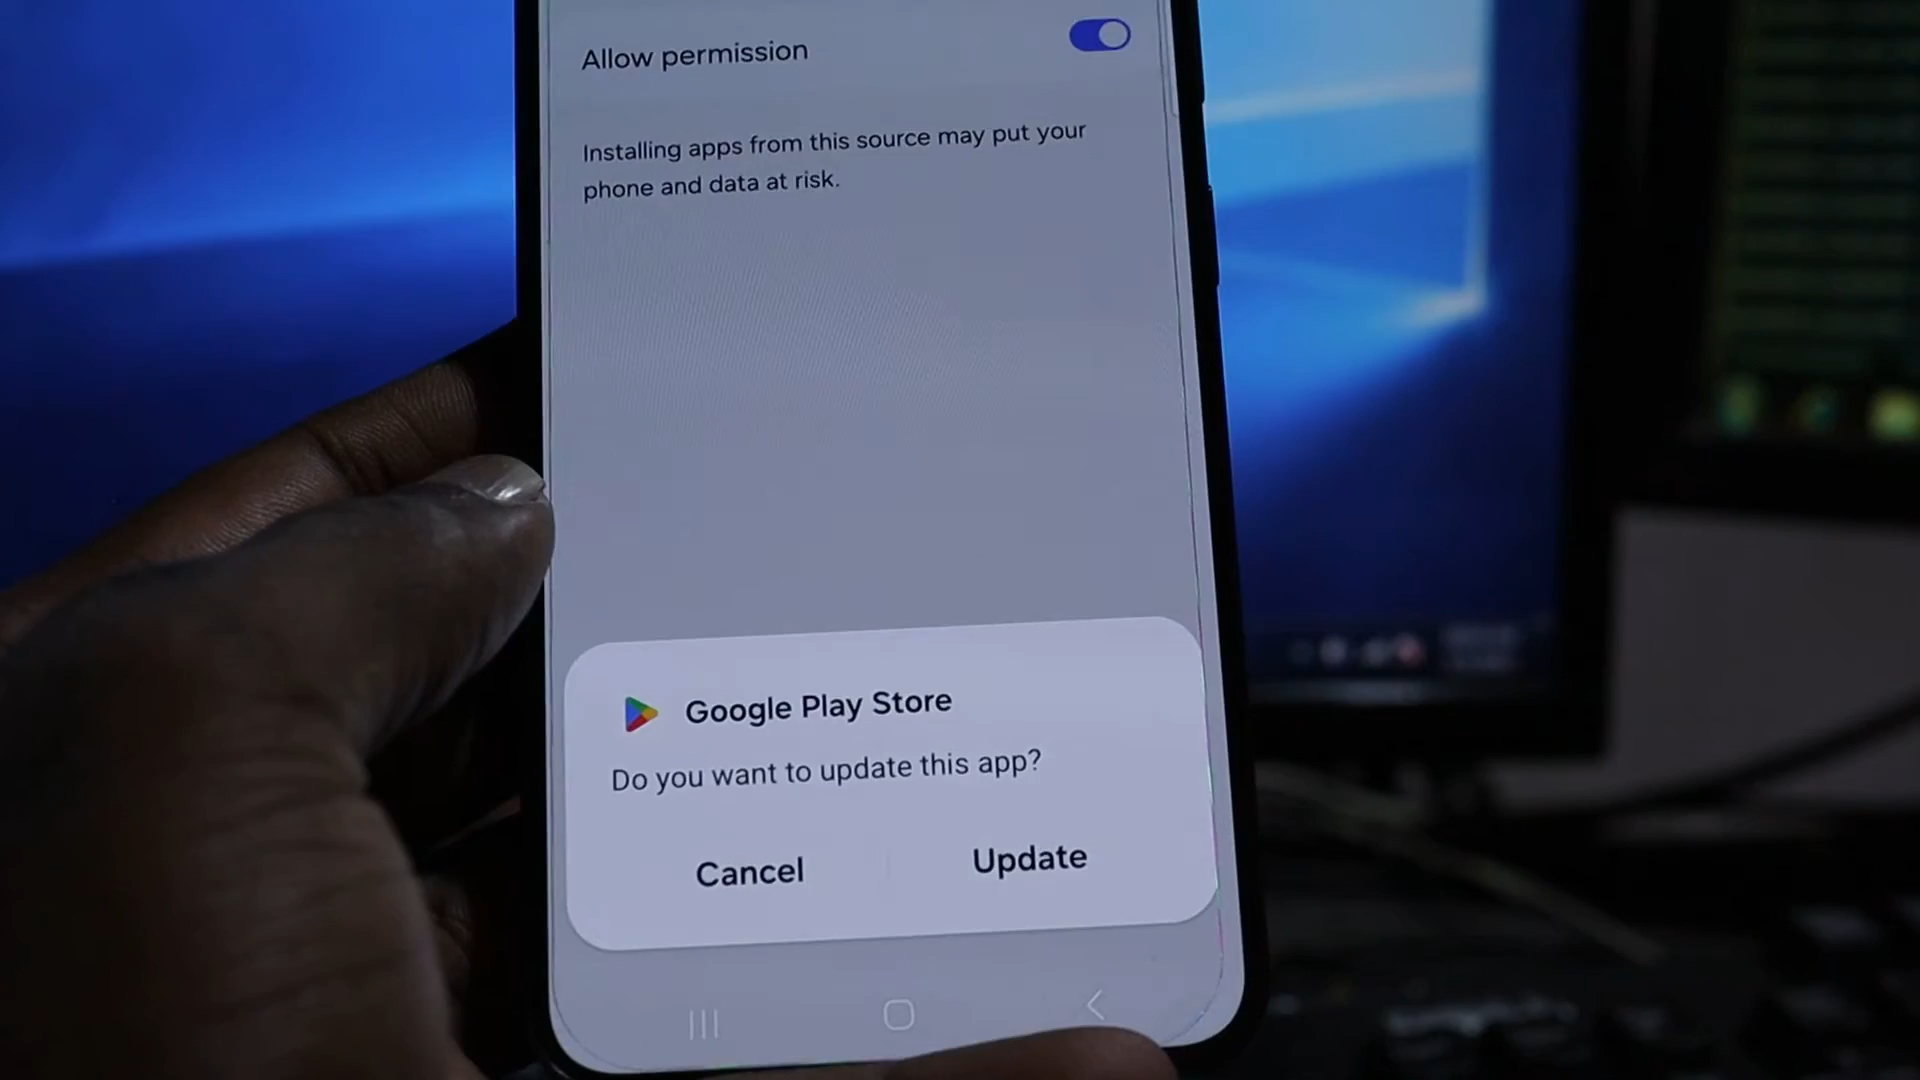 Allow permission
Installing apps from this source may put your
phone and data at risk.
Google Play Store
Do you want to update this app?
Cancel
Update